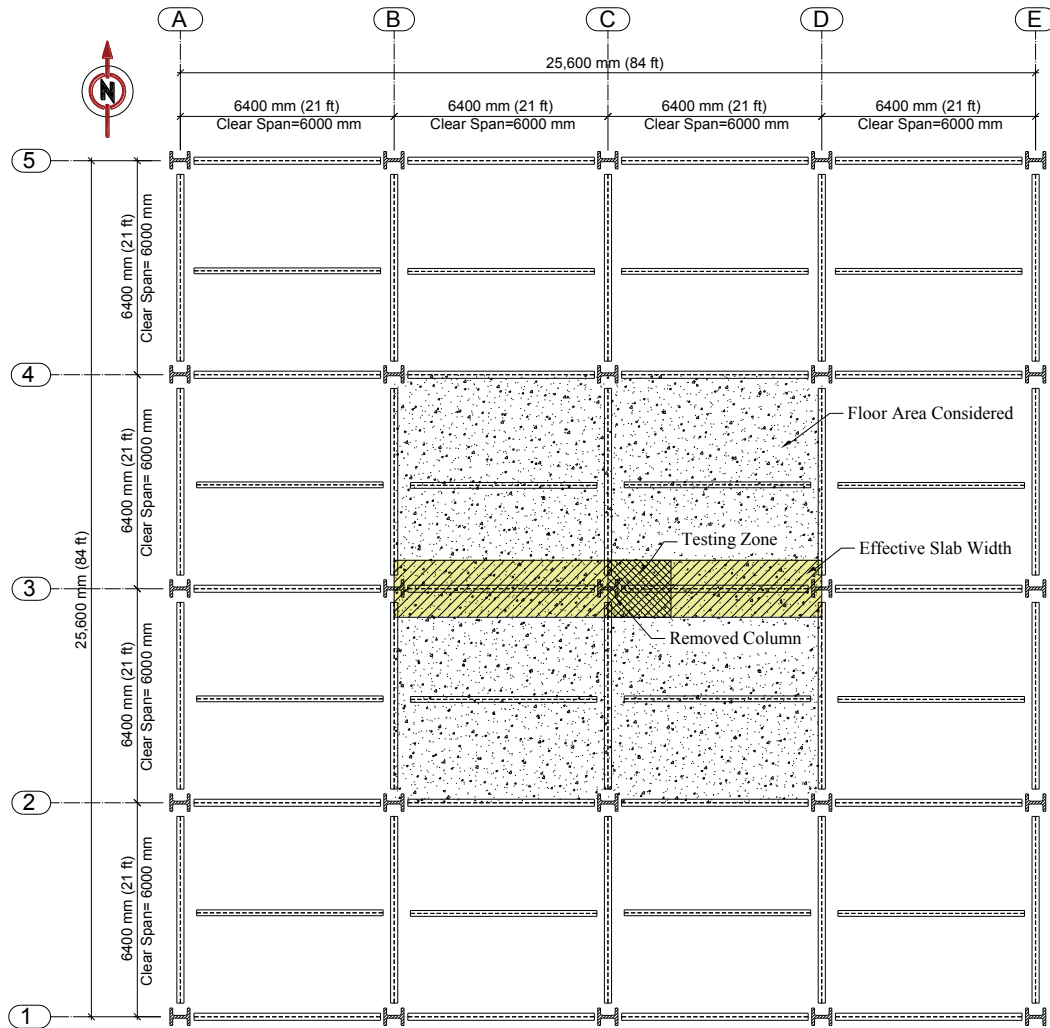 A B C D E
N
25,600 mm (84 ft)
6400 mm (21 ft) 6400 mm (21 ft) 6400 mm (21 ft) 6400 mm (21 ft)
Clear Span=6000 mm Clear Span=6000 mm Clear Span=6000 mm Clear Span=6000 mm
5
6400 mm (21 ft)
Clear Span= 6000 mm
4
Floor Area Considered
6400 mm (21 ft)
Clear Span= 6000 mm
Testing Zone
Effective Slab Width
25,600 mm (84 ft)
3
Removed Column
6400 mm (21 ft)
Clear Span= 6000 mm
2
6400 mm (21 ft)
Clear Span= 6000 mm
1